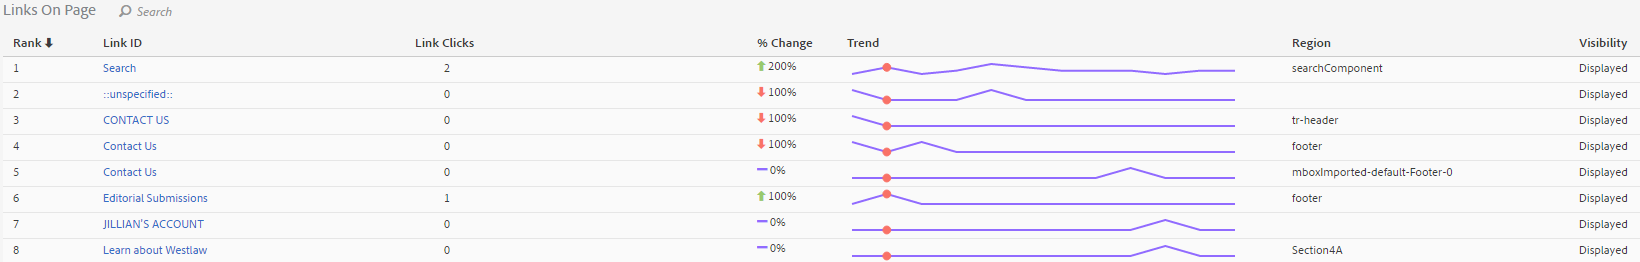 Links On Page Search
Rank Link ID Link Clicks % Change Trend Region Visibility
1 Search 2 200% searchComponent Displayed
2 ::unspecified:: 0 100% Displayed
3 CONTACT US 0 100% tr-header Displayed
4 Contact Us 0 100% footer Displayed
5 Contact Us 0 0% mboxImported-default-Footer-0 Displayed
6 Editorial Submissions 1 100% footer Displayed
7 JILLIAN'S ACCOUNT 0 0% Displayed
8 Learn about Westlaw 0 0% Section4A Displayed